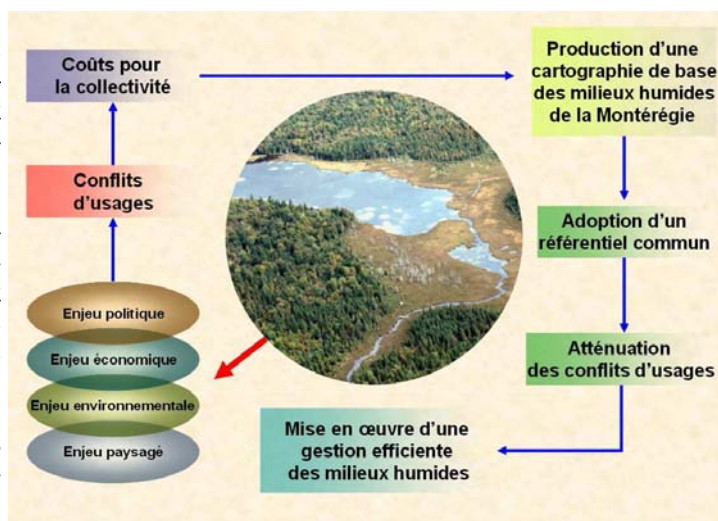 Coûts pour
la collectivité
Production d'une
cartographie de base
des milieux humides
de la Montérégie
Conflits
d'usages
Adoption d'un
référentiel commun
Enjeu politique
Enjeu économique
Enjeu environnementale
Enjeu paysagé
Atténuation
des conflits d'usages
Mise en œuvre d'une
gestion efficiente
des milieux humides